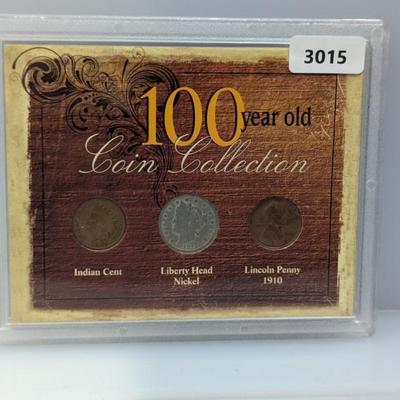 3015
100 year old
Coin Collection
Indian Cent
Liberty Head
Nickel
Lincoln Penny
1910